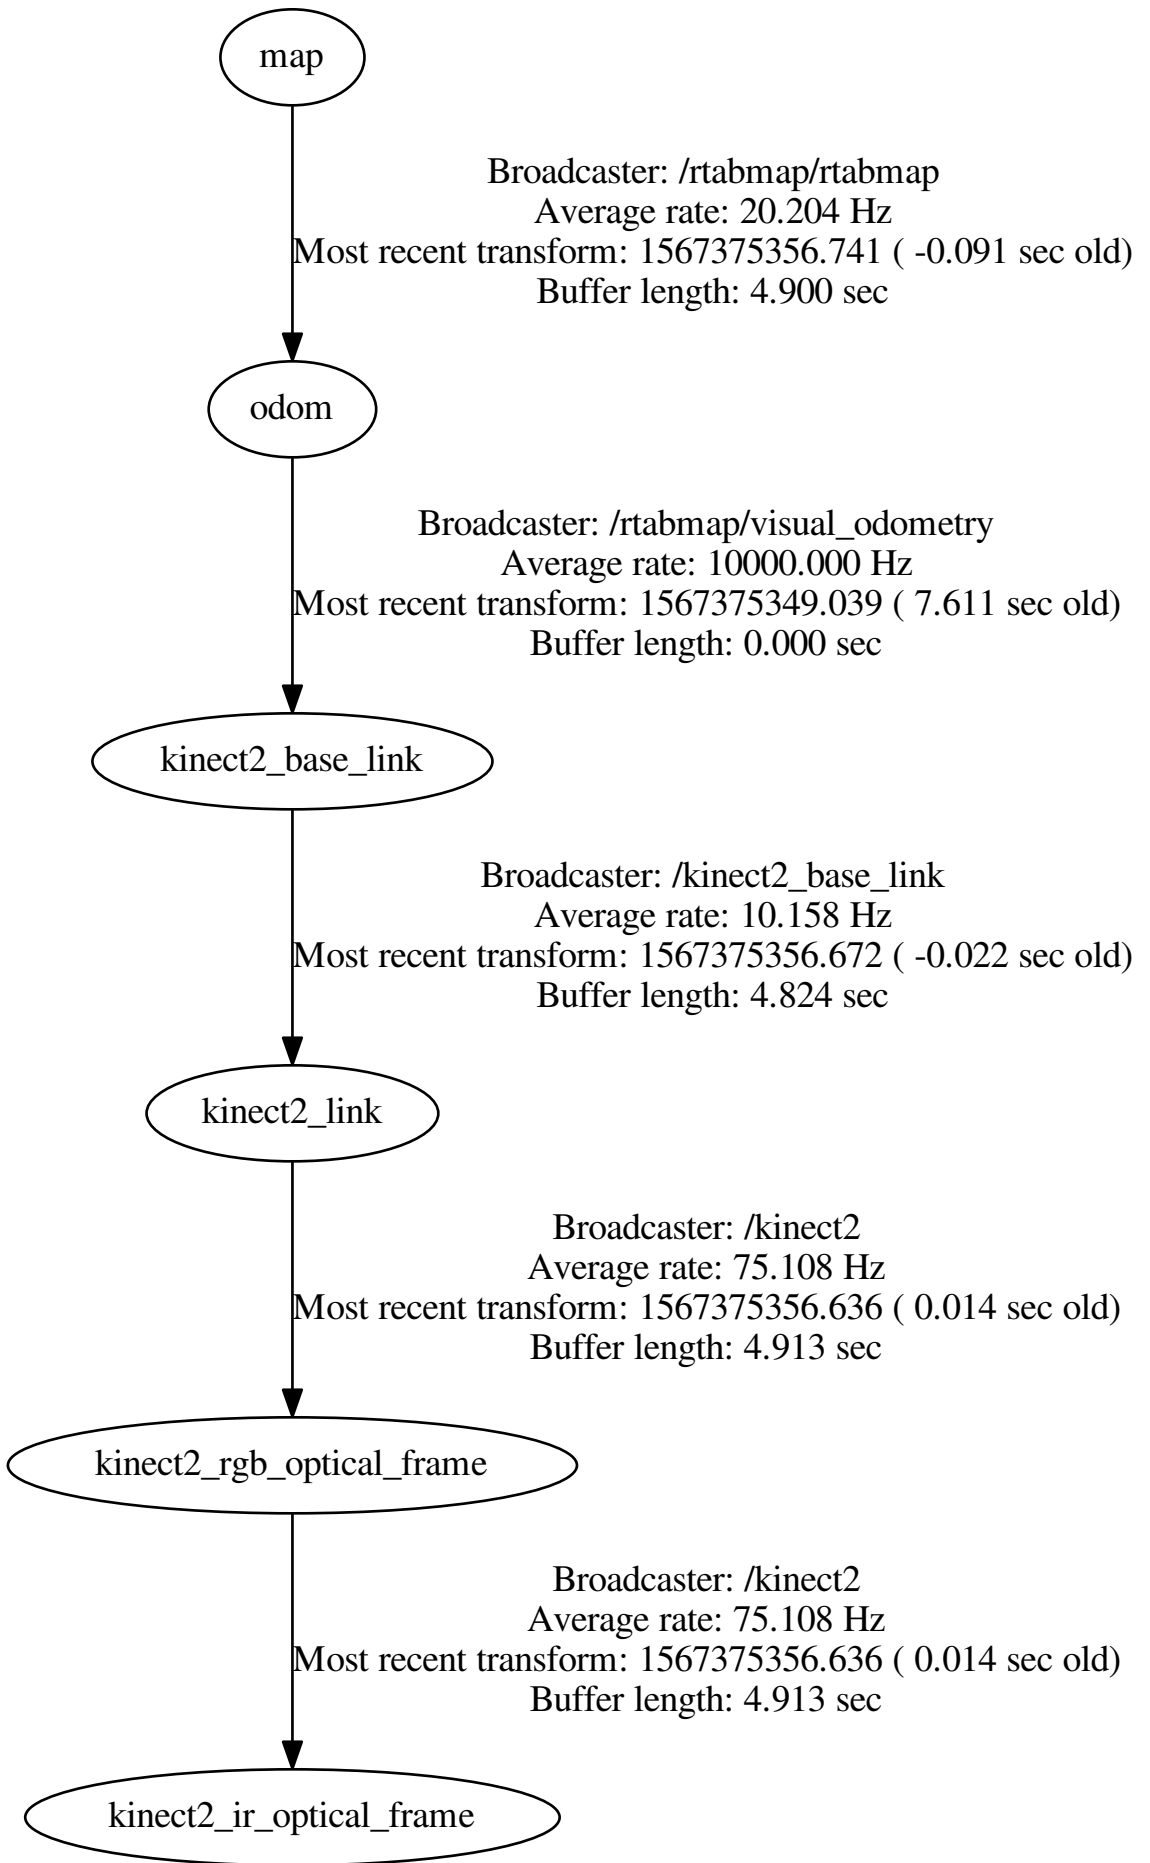 map
Broadcaster: /rtabmap/rtabmap
Average rate: 20.204 Hz
Most recent transform: 1567375356.741 ( -0.091 sec old)
Buffer length: 4.900 sec
odom
Broadcaster: /rtabmap/visual_odometry
Average rate: 10000.000 Hz
Most recent transform: 1567375349.039 ( 7.611 sec old)
Buffer length: 0.000 sec
kinect2_base_link
Broadcaster: /kinect2_base_link
Average rate: 10.158 Hz
Most recent transform: 1567375356.672 ( -0.022 sec old)
Buffer length: 4.824 sec
kinect2_link
Broadcaster: /kinect2
Average rate: 75.108 Hz
Most recent transform: 1567375356.636 ( 0.014 sec old)
Buffer length: 4.913 sec
kinect2_rgb_optical_frame
Broadcaster: /kinect2
Average rate: 75.108 Hz
Most recent transform: 1567375356.636 ( 0.014 sec old)
Buffer length: 4.913 sec
kinect2_ir_optical_frame